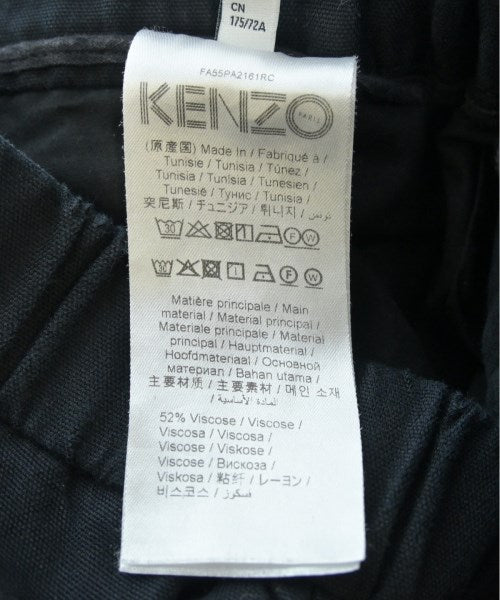 CN
175/72A
FA55PA2161RC
KENZO
PARIS
(原産国) Made In / Fabriqué à /
Tunisie / Tunisia / Túnez /
Tunísia / Tunisia / Tunesien /
Tunesië / Тунис / Tunisia /
突尼斯 / チュニジア / 튀니지 / تونس
30 F W
30 F W
Matière principale / Main
material / Material principal /
Materiale principale / Material
principal / Hauptmaterial /
Hoofdmateriaal / Основной
материал / Bahan utama /
主要材质 / 主要素材 / 메인 소재
/ المادة الأساسية
52% Viscose / Viscose /
Viscosa / Viscosa /
Viscose / Viskose /
Viscose / Вискоза /
Viskosa / 粘纤 / レーヨン /
비스코스 / فسكوز